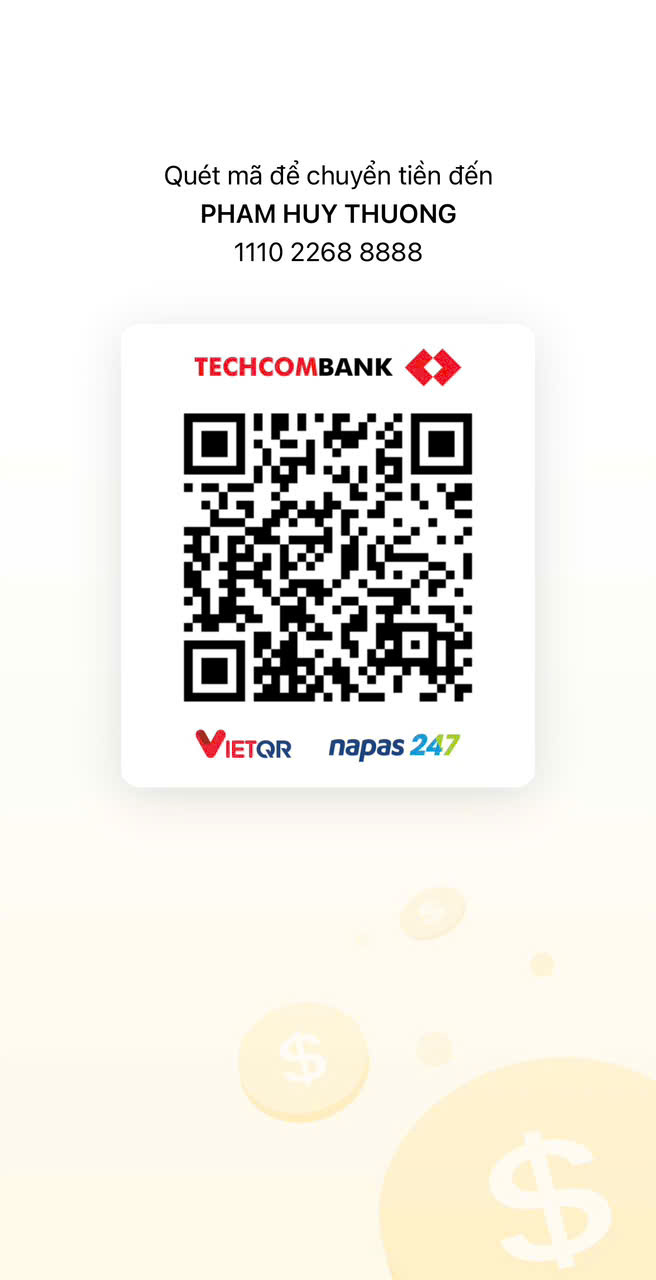 Quét mã để chuyển tiền đến
PHAM HUY THUONG
1110 2268 8888
TECHCOMBANK
VIETQR
napas 247
$
$
$